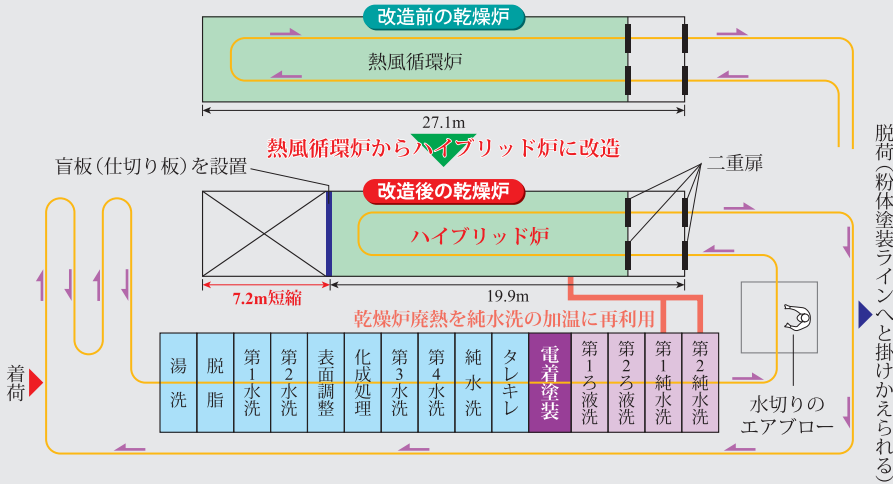 改造前の乾燥炉
熱風循環炉
27.1m
熱風循環炉からハイブリッド炉に改造
盲板(仕切り板)を設置
改造後の乾燥炉
二重扉
ハイブリッド炉
7.2m短縮
19.9m
乾燥炉廃熱を純水洗の加温に再利用
着荷
湯洗
脱脂
第1水洗
第2水洗
表面調整
化成処理
第3水洗
第4水洗
純水洗
タレキレ
電着塗装
第1ろ液洗
第2ろ液洗
第1純水洗
第2純水洗
水切りの
エアブロー
脱荷(粉体塗装ラインへと掛けかえられる)